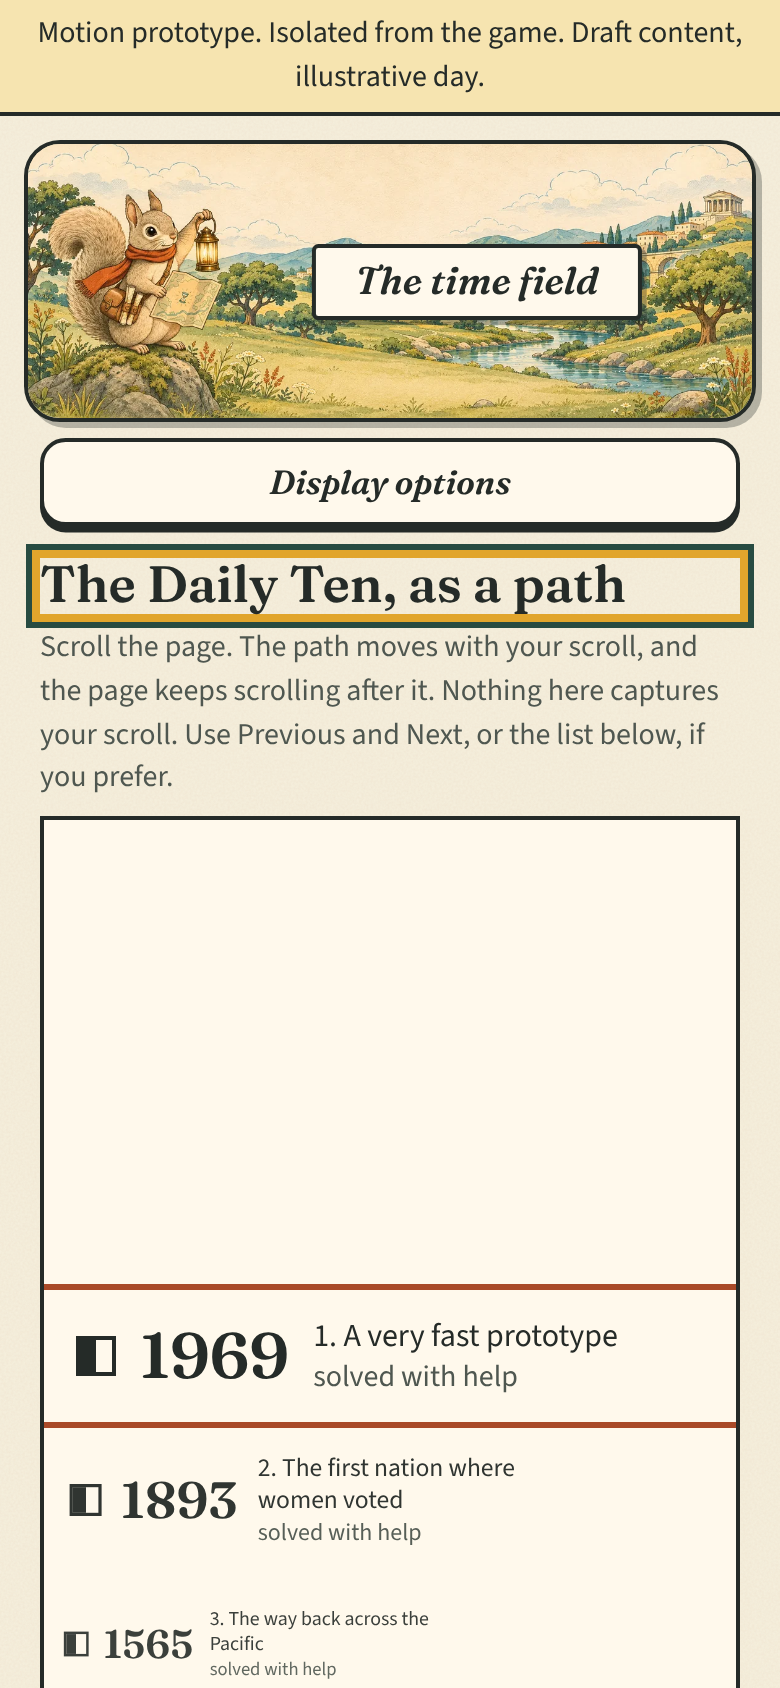 Motion prototype. Isolated from the game. Draft content,
illustrative day.
The time field
Display options
The Daily Ten, as a path
Scroll the page. The path moves with your scroll, and
the page keeps scrolling after it. Nothing here captures
your scroll. Use Previous and Next, or the list below, if
you prefer.
1969
1. A very fast prototype
solved with help
1893
2. The first nation where
women voted
solved with help
1565
3. The way back across the
Pacific
solved with help